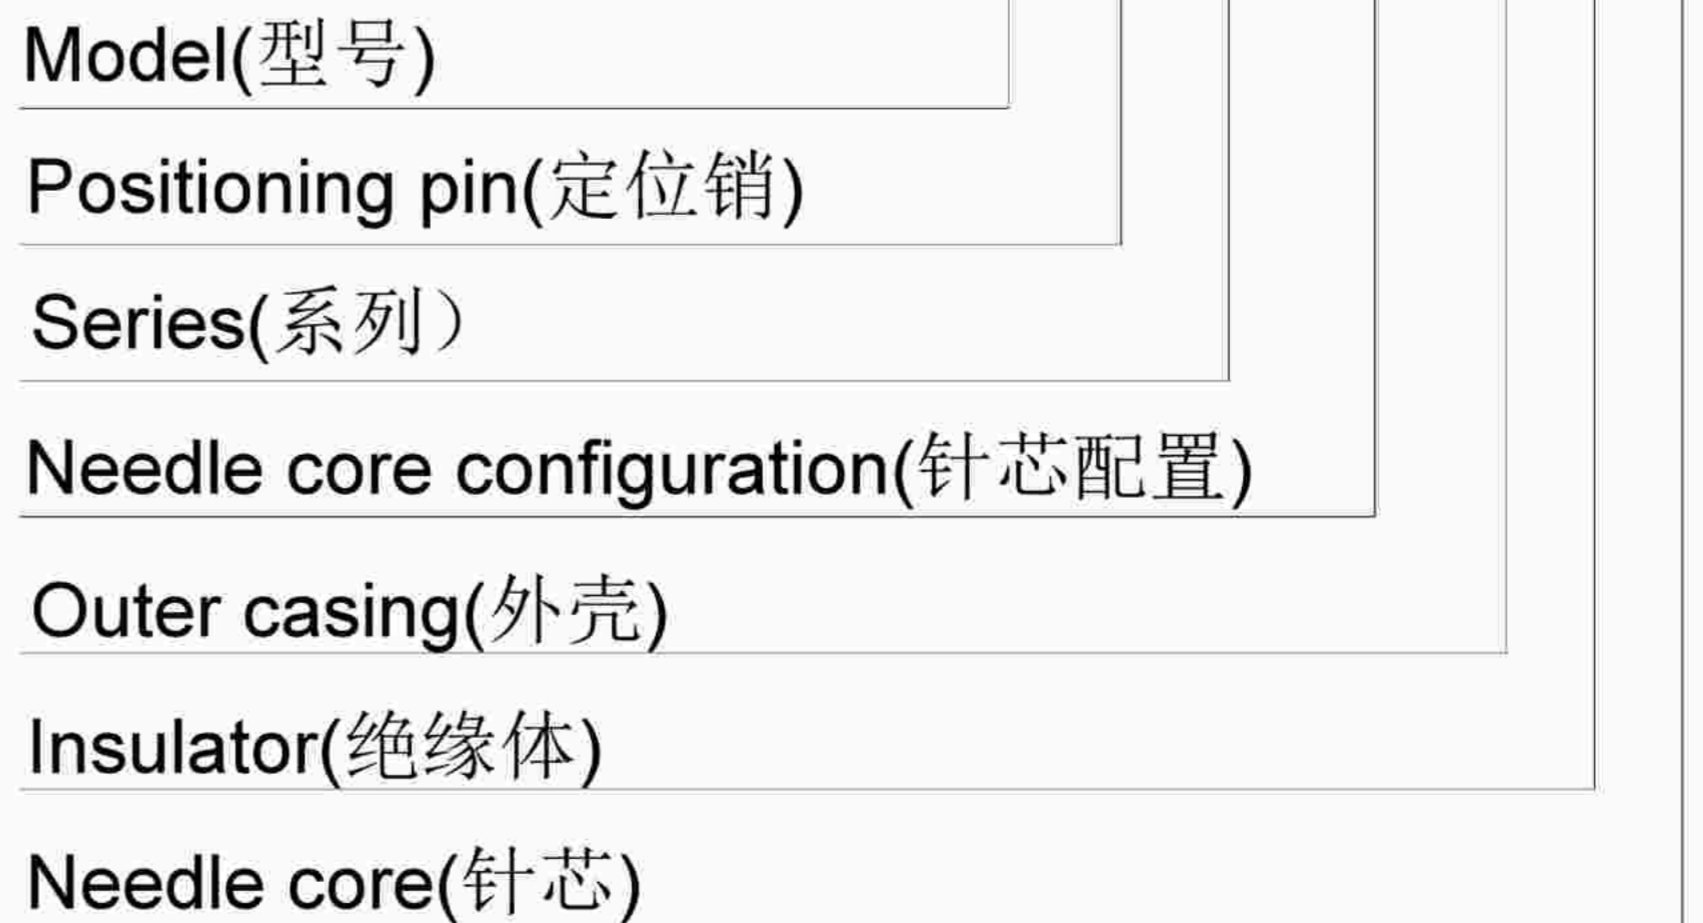 Model(型号)
Positioning pin(定位销)
Series(系列）
Needle core configuration(针芯配置)
Outer casing(外壳)
Insulator(绝缘体)
Needle core(针芯)